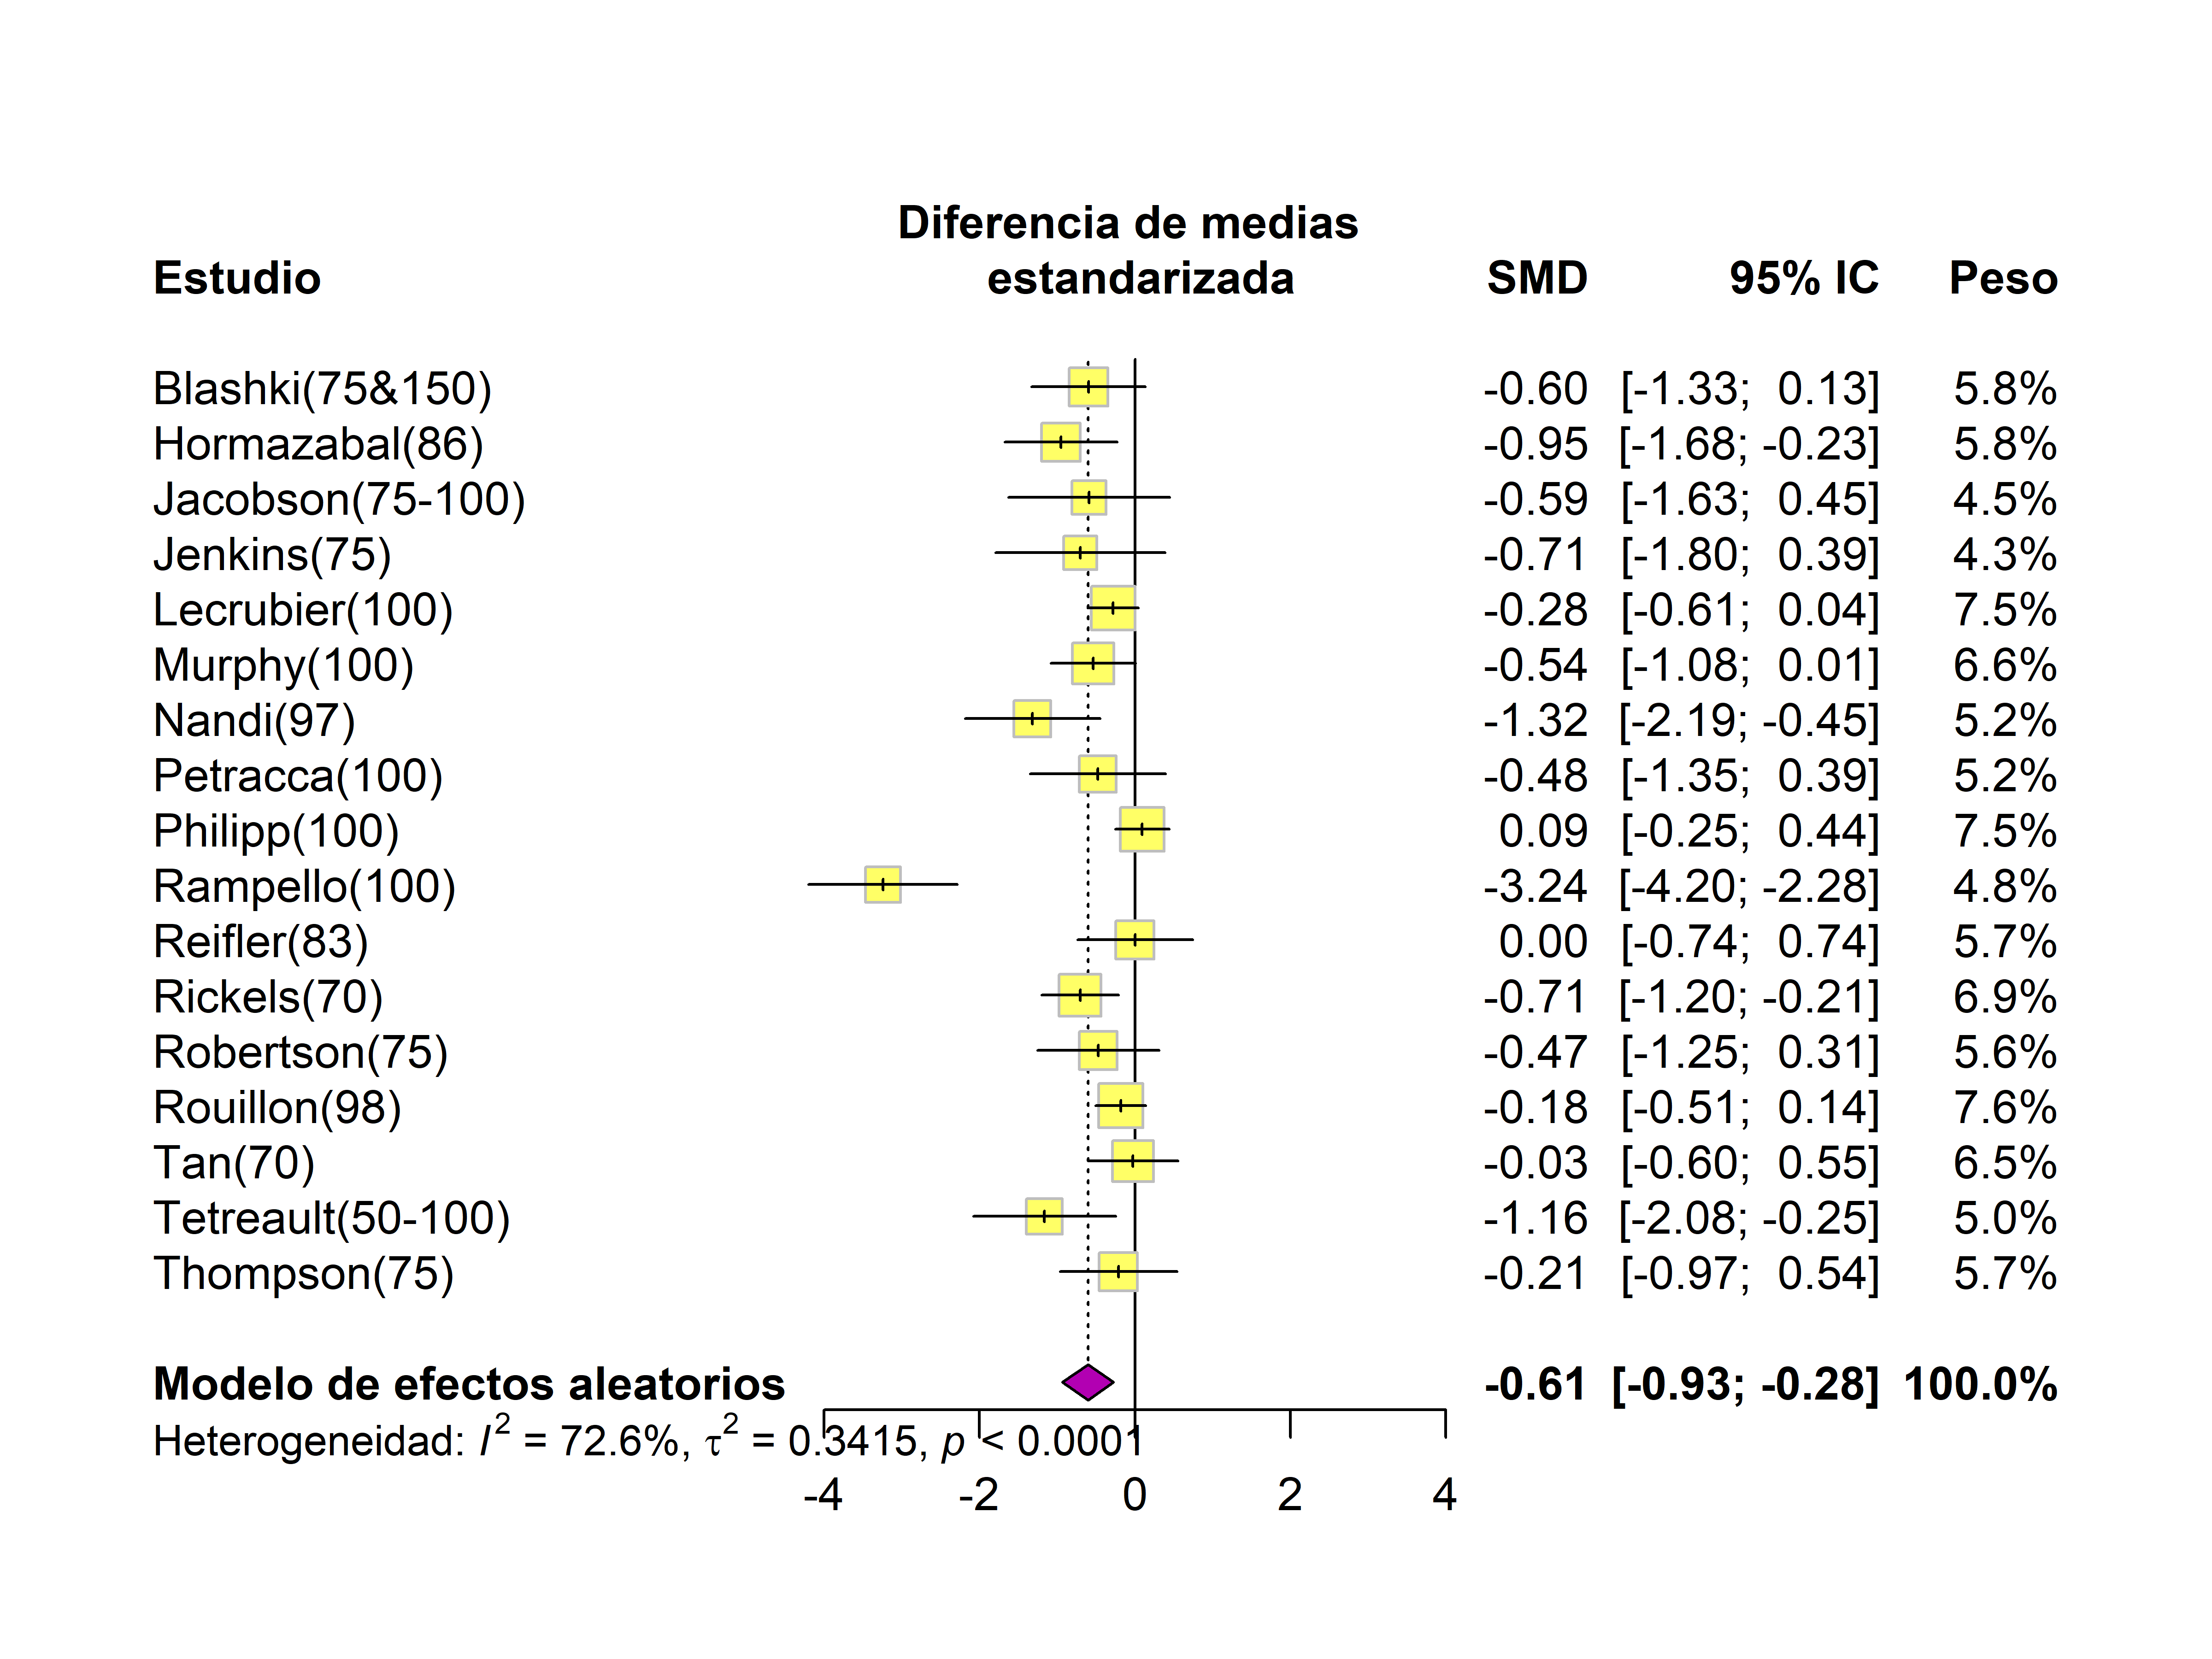 Diferencia de medias
Estudio estandarizada SMD 95% IC Peso
Blashki(75&150) -0.60 [-1.33; 0.13] 5.8%
Hormazabal(86) -0.95 [-1.68; -0.23] 5.8%
Jacobson(75-100) -0.59 [-1.63; 0.45] 4.5%
Jenkins(75) -0.71 [-1.80; 0.39] 4.3%
Lecrubier(100) -0.28 [-0.61; 0.04] 7.5%
Murphy(100) -0.54 [-1.08; 0.01] 6.6%
Nandi(97) -1.32 [-2.19; -0.45] 5.2%
Petracca(100) -0.48 [-1.35; 0.39] 5.2%
Philipp(100) 0.09 [-0.25; 0.44] 7.5%
Rampello(100) -3.24 [-4.20; -2.28] 4.8%
Reifler(83) 0.00 [-0.74; 0.74] 5.7%
Rickels(70) -0.71 [-1.20; -0.21] 6.9%
Robertson(75) -0.47 [-1.25; 0.31] 5.6%
Rouillon(98) -0.18 [-0.51; 0.14] 7.6%
Tan(70) -0.03 [-0.60; 0.55] 6.5%
Tetreault(50-100) -1.16 [-2.08; -0.25] 5.0%
Thompson(75) -0.21 [-0.97; 0.54] 5.7%
Modelo de efectos aleatorios -0.61 [-0.93; -0.28] 100.0%
Heterogeneidad: I² = 72.6%, τ² = 0.3415, p < 0.0001
-4 -2 0 2 4